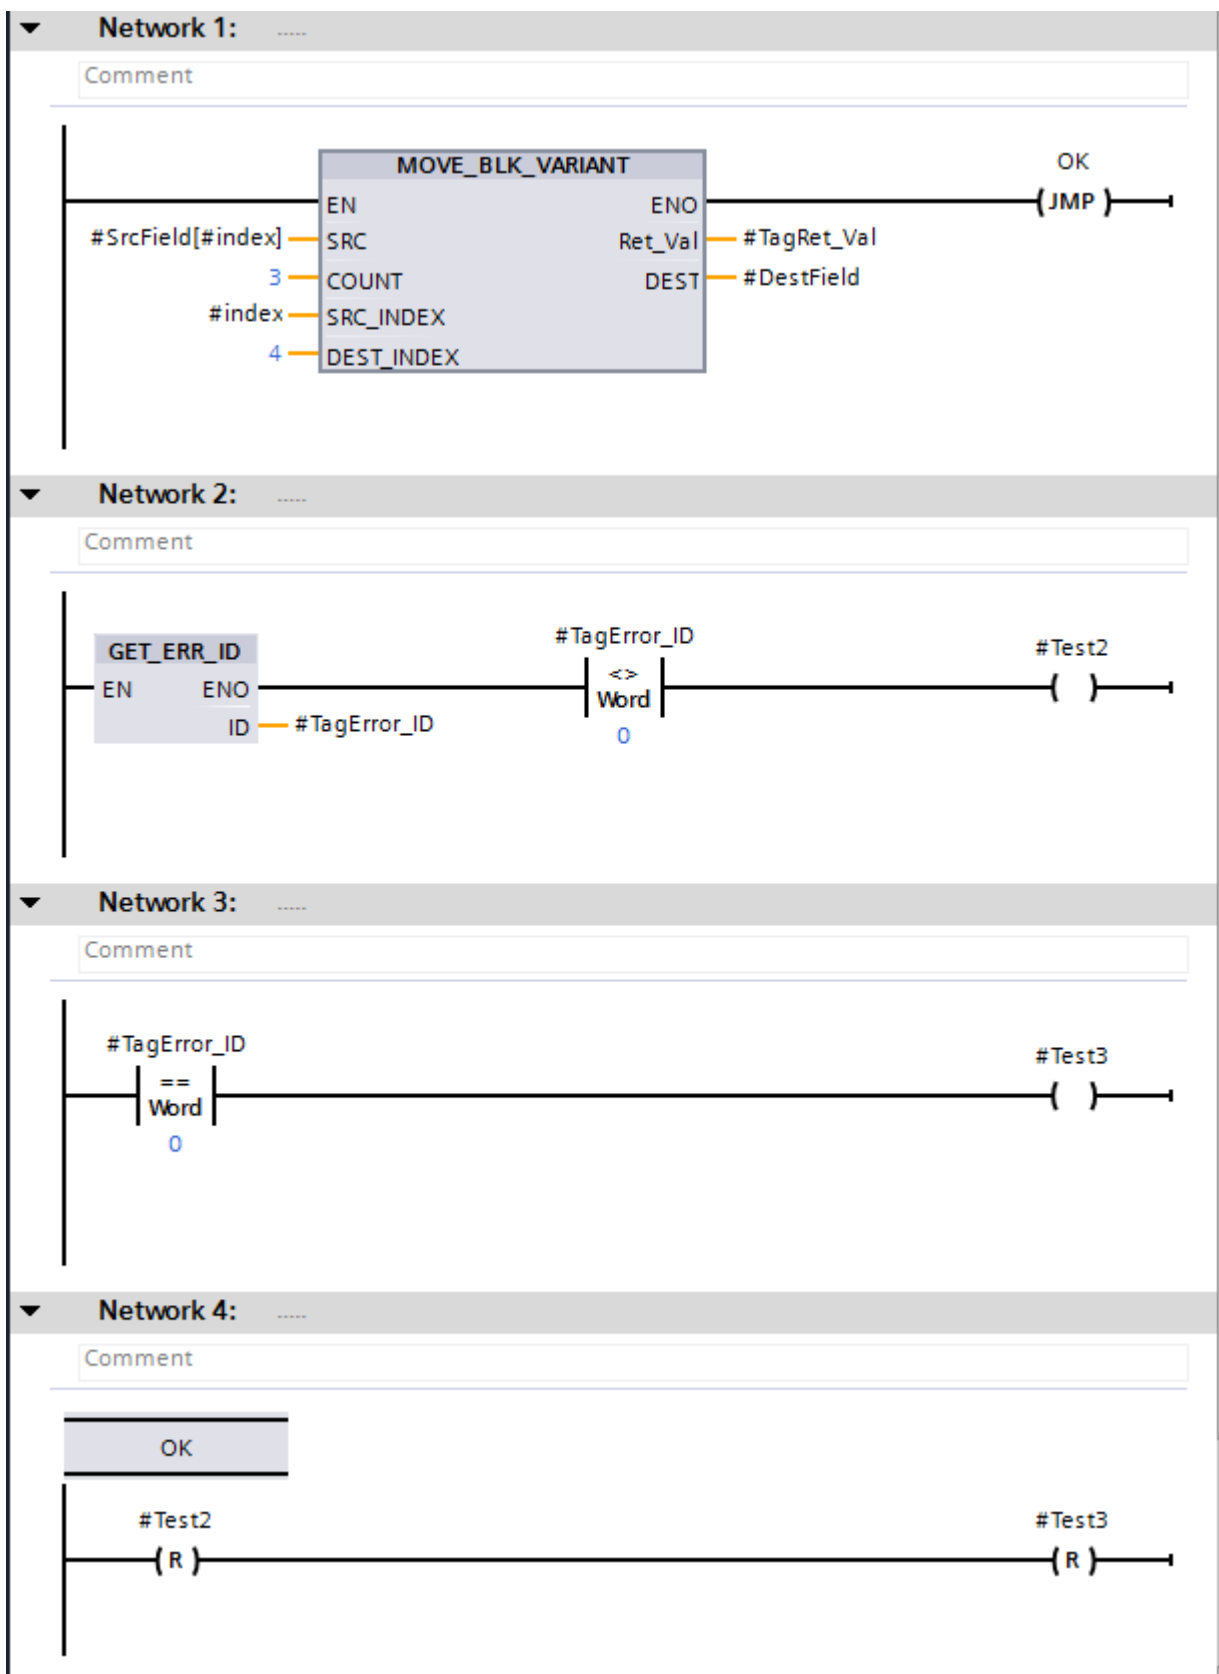 Network 1: .....
Comment
MOVE_BLK_VARIANT
OK
EN ENO
( JMP )
#SrcField[#index] SRC Ret_Val #TagRet_Val
3 COUNT DEST #DestField
#index SRC_INDEX
4 DEST_INDEX
Network 2: .....
Comment
#TagError_ID
GET_ERR_ID
#Test2
<>
EN ENO
Word
( )
ID #TagError_ID
0
Network 3: .....
Comment
#TagError_ID
#Test3
==
Word
( )
0
Network 4: .....
Comment
OK
#Test2 #Test3
( R ) ( R )